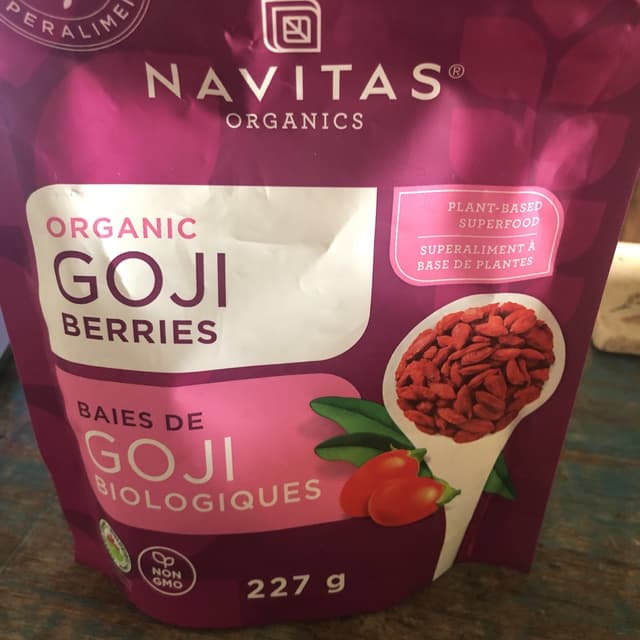 NAVITAS®
ORGANICS
PLANT-BASED
SUPERFOOD
SUPERALIMENT À
BASE DE PLANTES
ORGANIC
GOJI
BERRIES
BAIES DE
GOJI
BIOLOGIQUES
NON
GMO
227 g